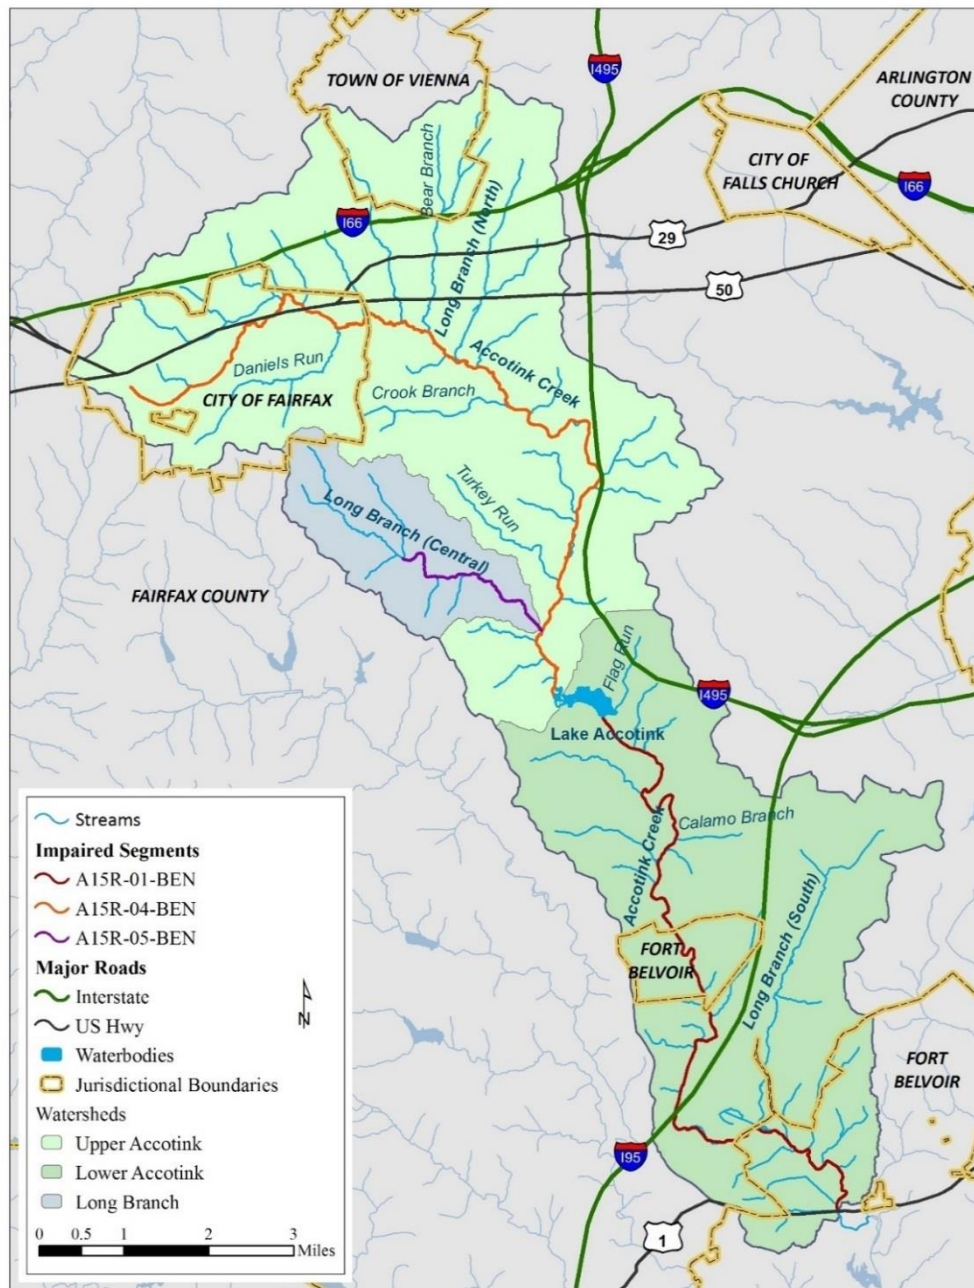 TOWN OF VIENNA
I495
ARLINGTON
COUNTY
CITY OF
FALLS CHURCH
I66
Bear Branch
I66
29
Long Branch (North)
50
Accotink Creek
Daniels Run
CITY OF FAIRFAX
Crook Branch
Turkey Run
Long Branch (Central)
FAIRFAX COUNTY
Flag Run
I495
Lake Accotink
Calamo Branch
Accotink Creek
Long Branch (South)
FORT
BELVOIR
FORT
BELVOIR
I95
1
Streams
Impaired Segments
A15R-01-BEN
A15R-04-BEN
A15R-05-BEN
Major Roads
Interstate
US Hwy
N
Waterbodies
Jurisdictional Boundaries
Watersheds
Upper Accotink
Lower Accotink
Long Branch
0 0.5 1 2 3
Miles